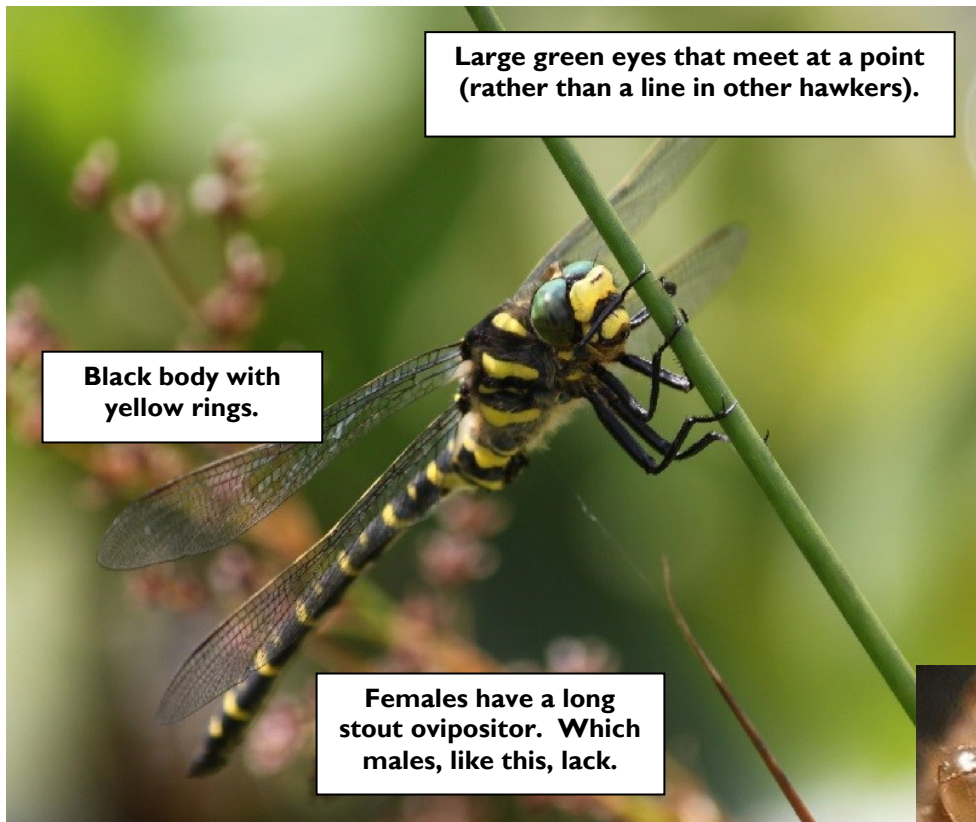 Large green eyes that meet at a point
(rather than a line in other hawkers).
Black body with
yellow rings.
Females have a long
stout ovipositor.  Which
males, like this, lack.